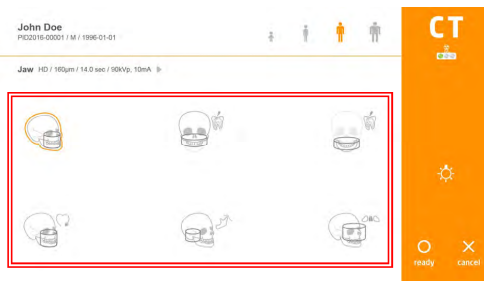 John Doe
PID2016-00001 / M / 1996-01-01
CT
Jaw HD / 160μm / 14.0 sec / 90kVp, 10mA
ready
cancel